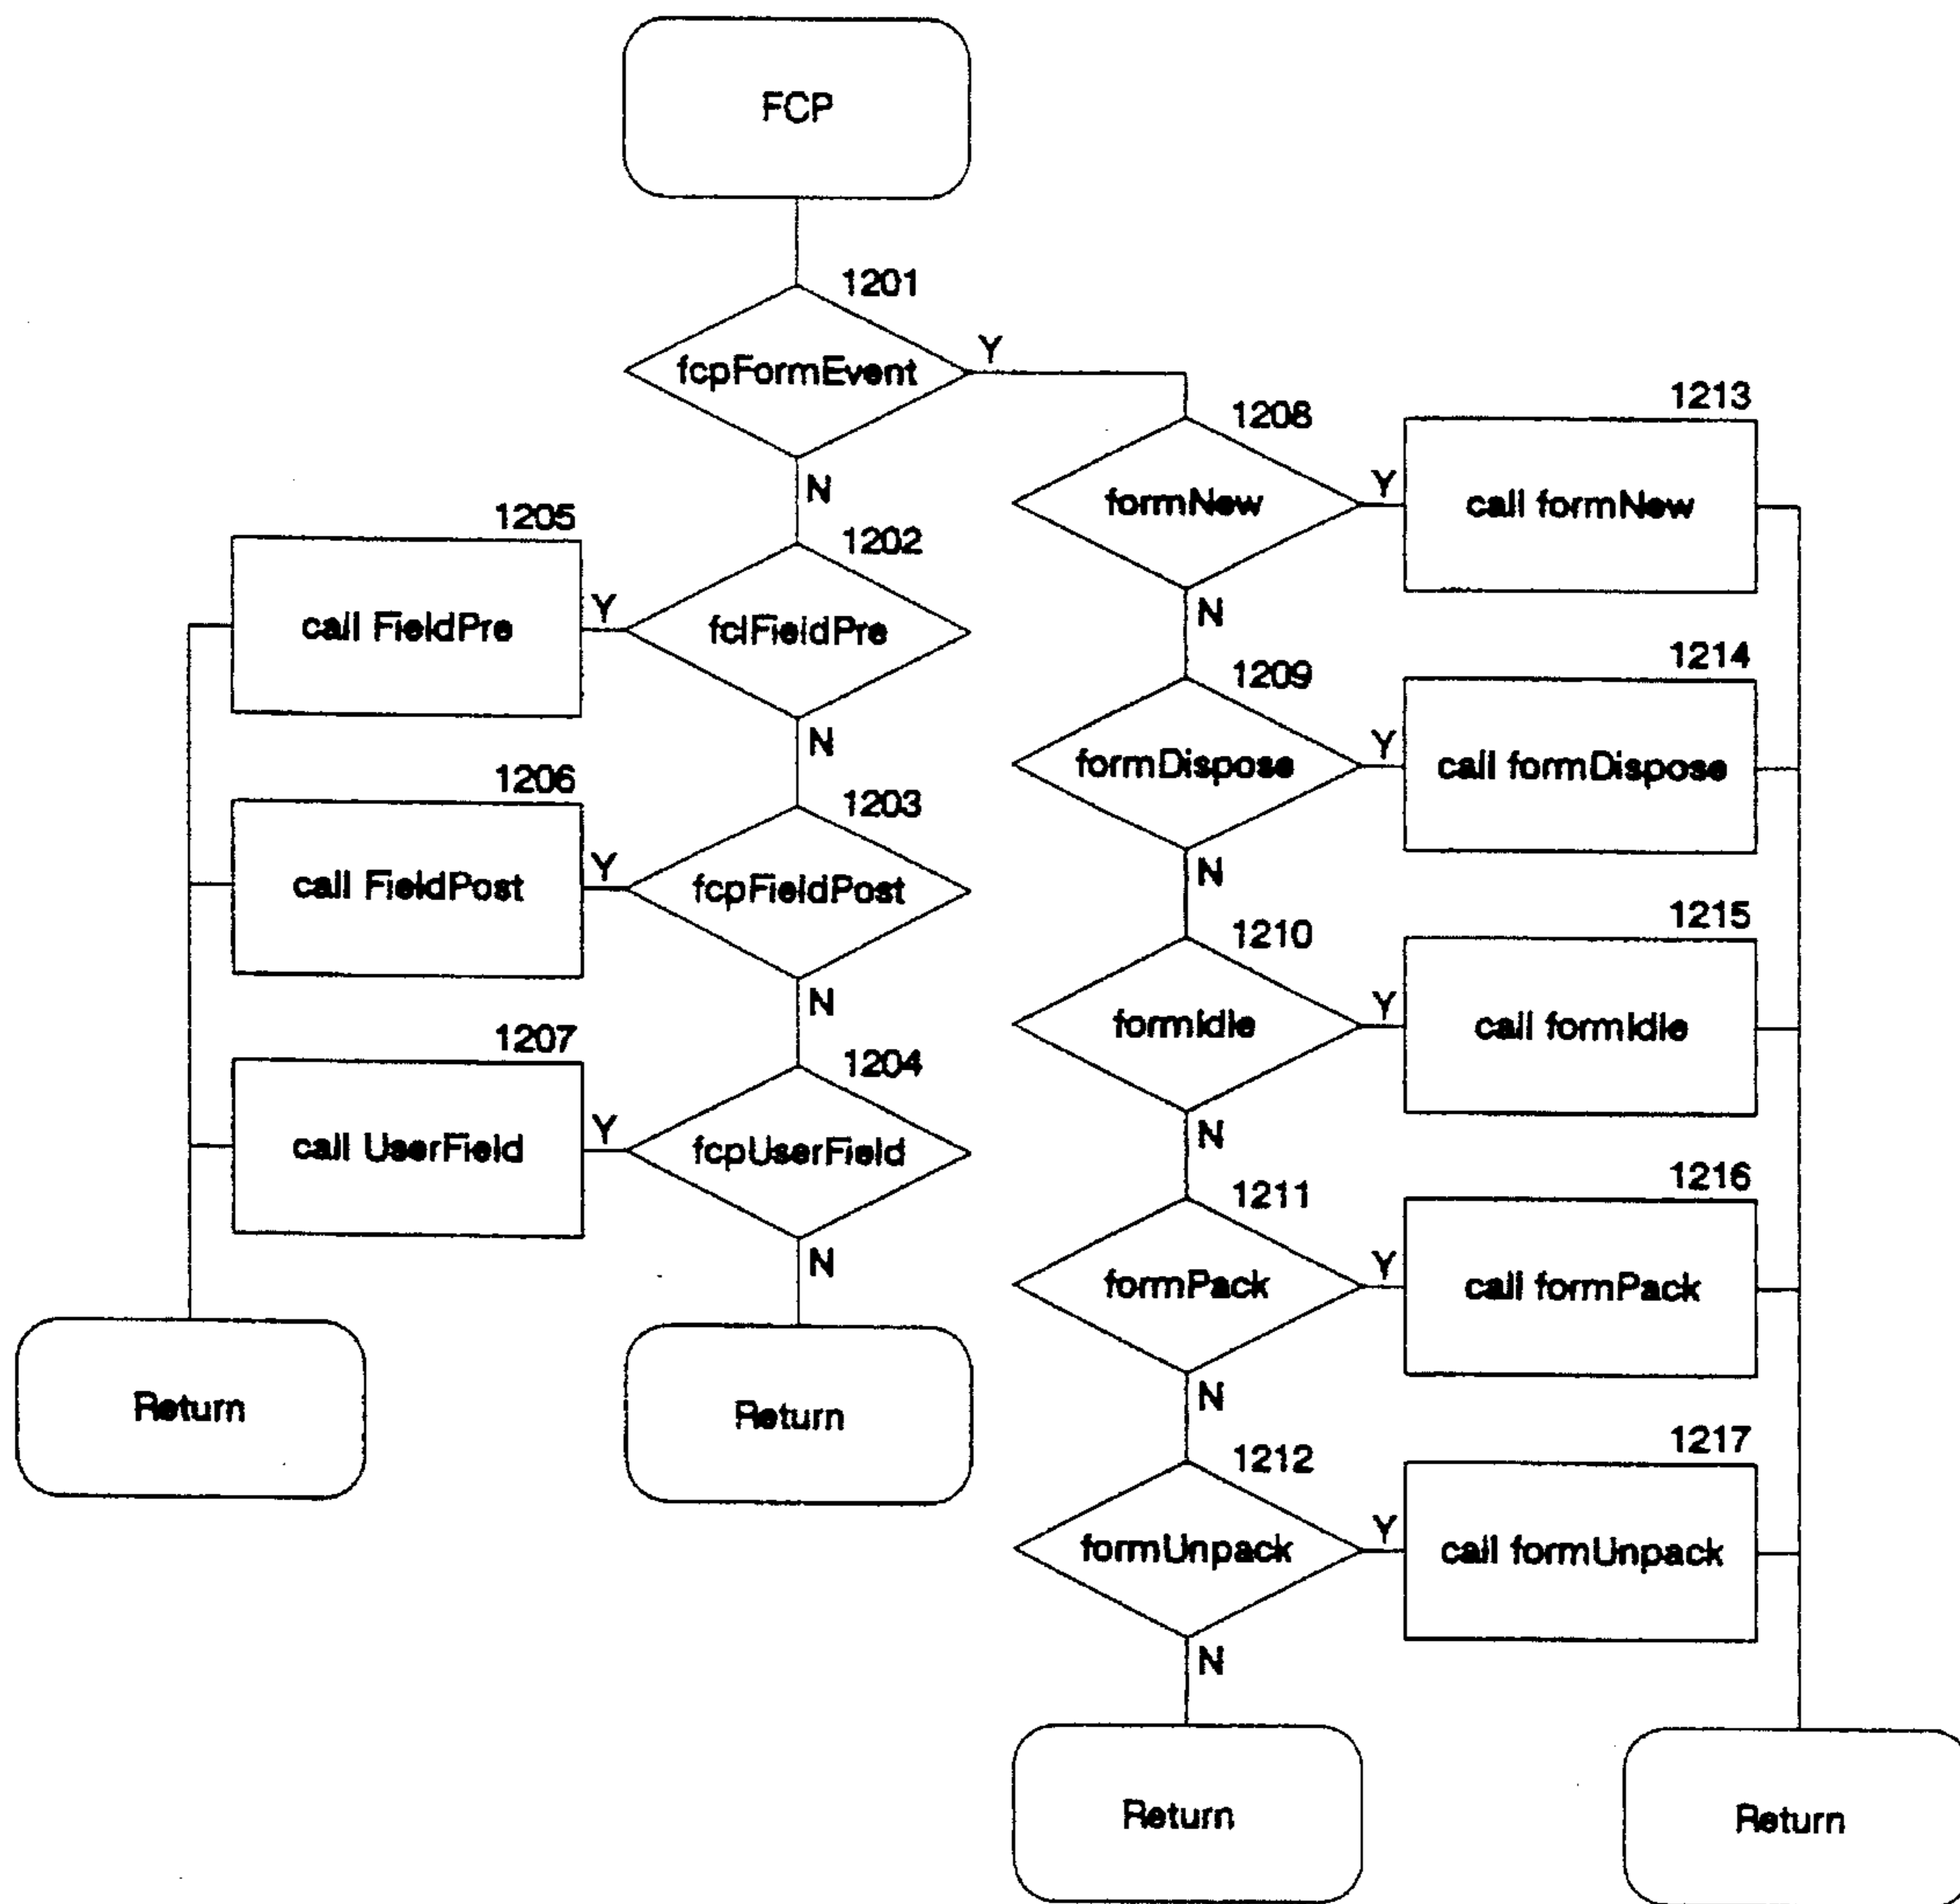 FCP
1201
fcpFormEvent
Y
N
1202
fclFieldPre
Y
1205
call FieldPre
N
1203
fcpFieldPost
Y
1206
call FieldPost
N
1204
fcpUserField
Y
1207
call UserField
N
Return
Return
1208
formNew
Y
1213
call formNew
N
1209
formDispose
Y
1214
call formDispose
N
1210
formIdle
Y
1215
call formIdle
N
1211
formPack
Y
1216
call formPack
N
1212
formUnpack
Y
1217
call formUnpack
N
Return
Return